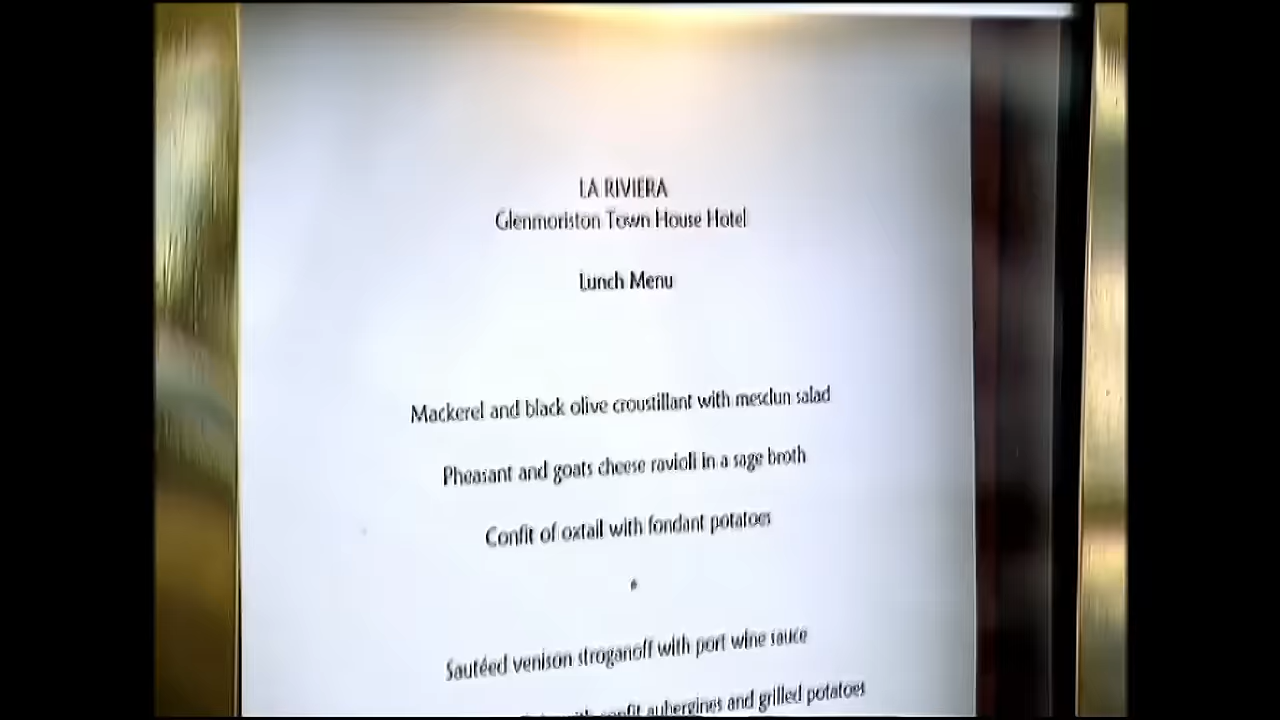 LA RIVIERA
Glenmoriston Town House Hotel
Lunch Menu
Mackerel and black olive croustillant with mesclun salad
Pheasant and goats cheese ravioli in a sage broth
Confit of oxtail with fondant potatoes
*
Sautéed venison stroganoff with port wine sauce
with confit aubergines and grilled potatoes